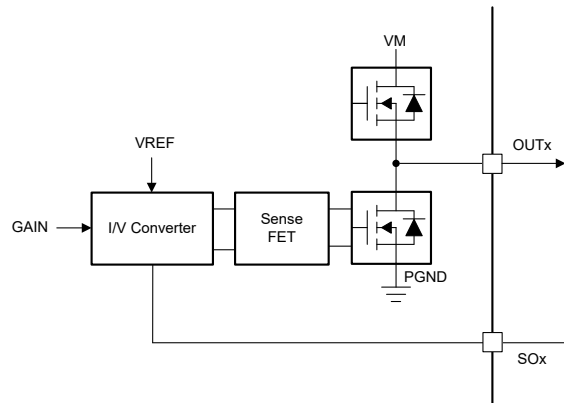 VM
OUTx
VREF
GAIN
I/V Converter
Sense
FET
PGND
SOx